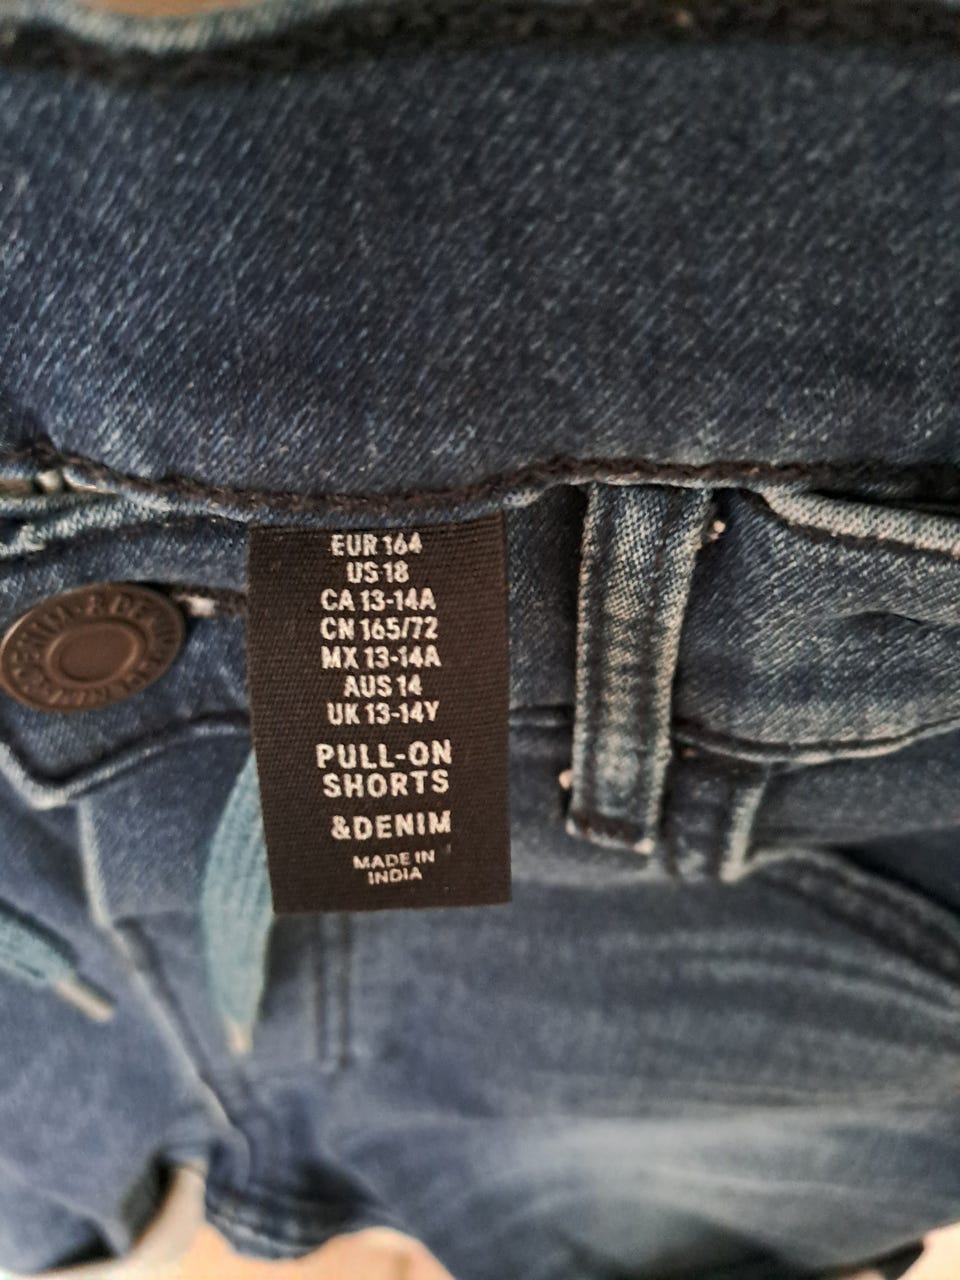 EUR 164
US 18
CA 13-14A
CN 165/72
MX 13-14A
AUS 14
UK 13-14Y
PULL-ON
SHORTS
&DENIM
MADE IN
INDIA